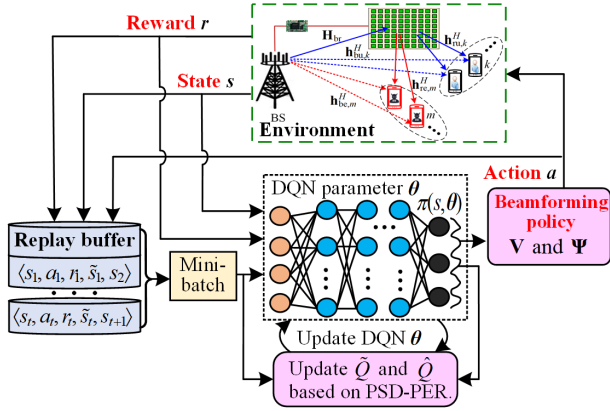 Reward r
State s
H_br
h^H_bu,k
h^H_ru,k
k
h^H_be,m
h^H_re,m
m
BS
Environment
Action a
DQN parameter θ
π(s,θ)
Beamforming
policy
V and Ψ
Replay buffer
⟨s_1, a_1, r_1, s̃_1, s_2⟩
⟨s_t, a_t, r_t, s̃_t, s_t+1⟩
Mini-
batch
Update DQN θ
Update Q̃ and Q̂
based on PSD-PER.